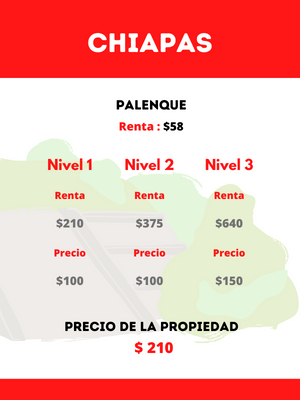 CHIAPAS
PALENQUE
Renta : $58
Nivel 1 Nivel 2 Nivel 3
Renta Renta Renta
$210 $375 $640
Precio Precio Precio
$100 $100 $150
PRECIO DE LA PROPIEDAD
$ 210